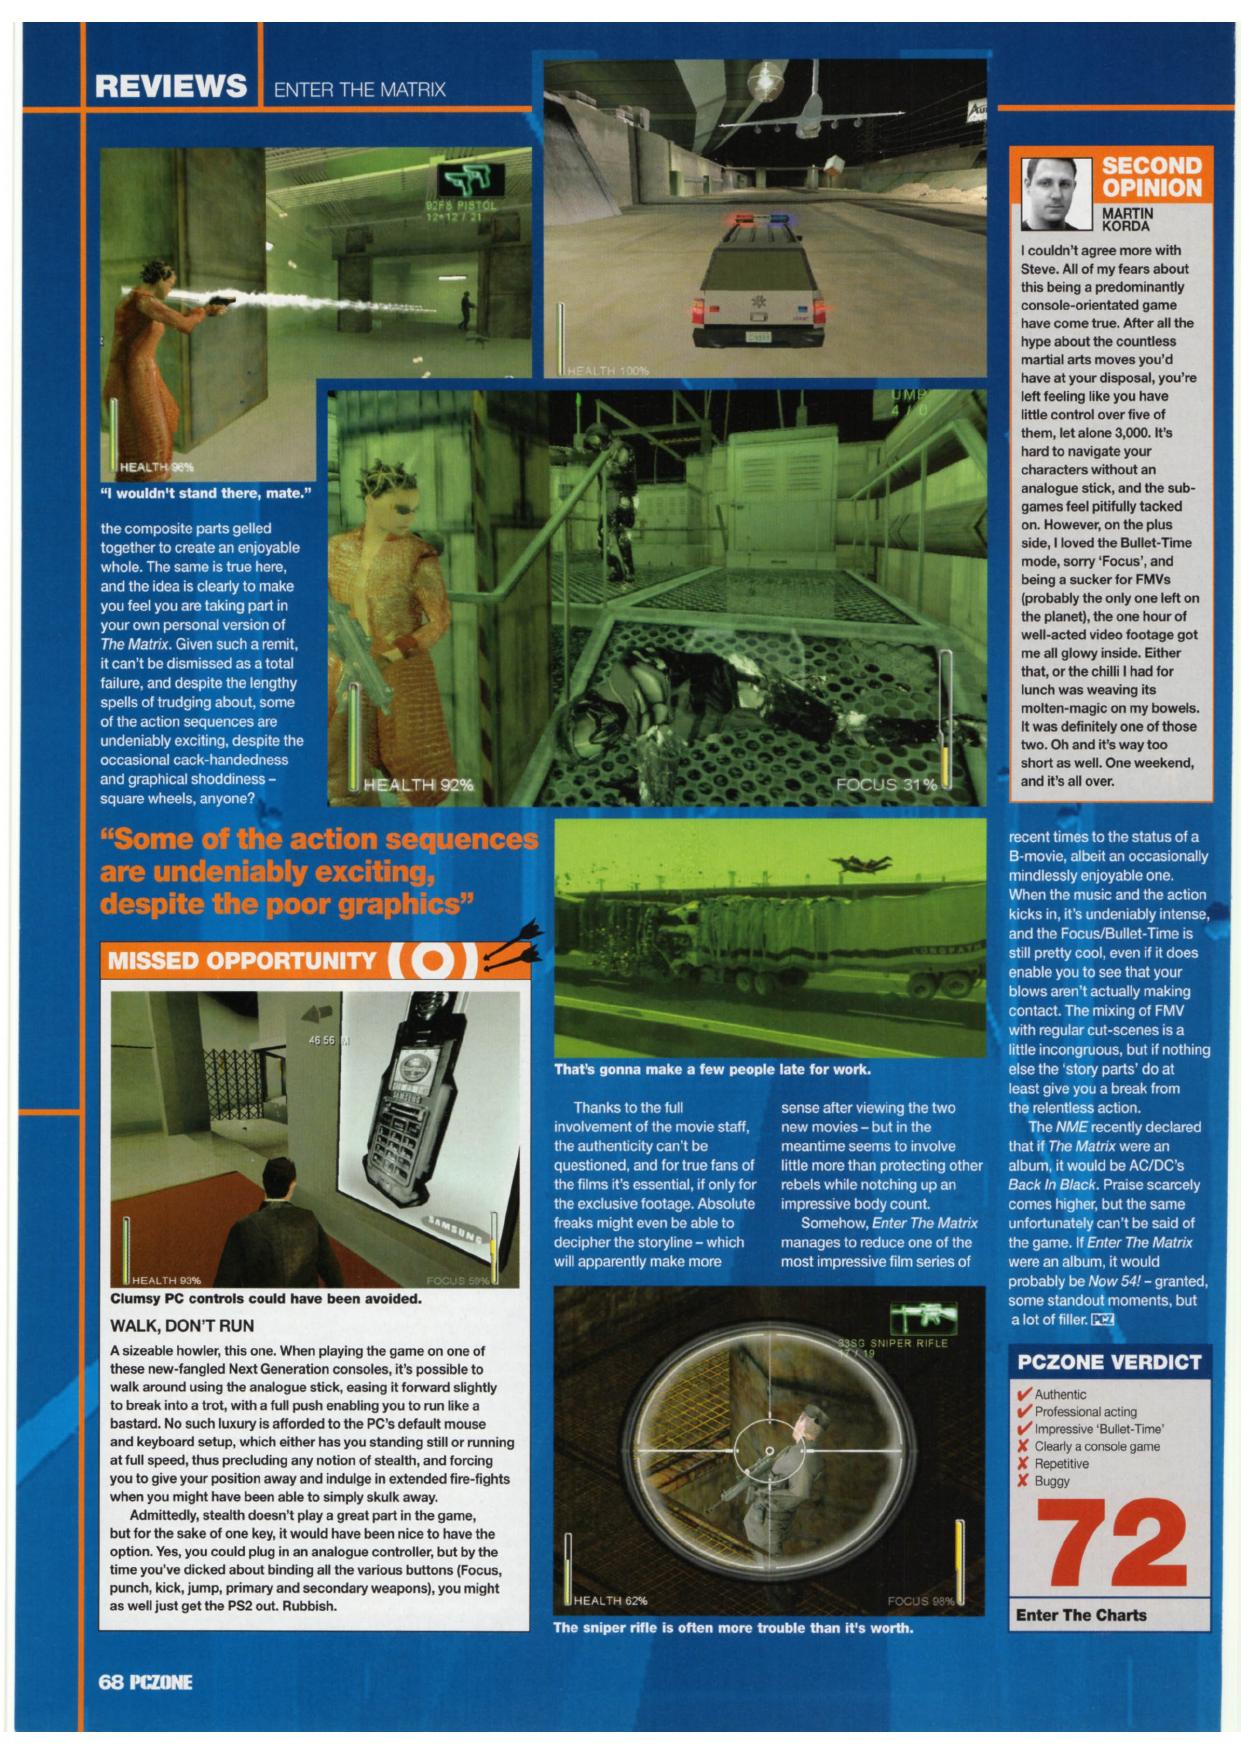 REVIEWS
ENTER THE MATRIX
92FS PISTOL
12+12 / 21
HEALTH 96%
"I wouldn't stand there, mate."
HEALTH 100%
UMP
4 / 0
HEALTH 92%
FOCUS 31%
the composite parts gelled
together to create an enjoyable
whole. The same is true here,
and the idea is clearly to make
you feel you are taking part in
your own personal version of
The Matrix. Given such a remit,
it can't be dismissed as a total
failure, and despite the lengthy
spells of trudging about, some
of the action sequences are
undeniably exciting, despite the
occasional cack-handedness
and graphical shoddiness –
square wheels, anyone?
"Some of the action sequences
are undeniably exciting,
despite the poor graphics"
MISSED OPPORTUNITY
46.56 M
SAMSUNG
SAMSUNG
HEALTH 93%
FOCUS 59%
Clumsy PC controls could have been avoided.
WALK, DON'T RUN
A sizeable howler, this one. When playing the game on one of
these new-fangled Next Generation consoles, it's possible to
walk around using the analogue stick, easing it forward slightly
to break into a trot, with a full push enabling you to run like a
bastard. No such luxury is afforded to the PC's default mouse
and keyboard setup, which either has you standing still or running
at full speed, thus precluding any notion of stealth, and forcing
you to give your position away and indulge in extended fire-fights
when you might have been able to simply skulk away.
Admittedly, stealth doesn't play a great part in the game,
but for the sake of one key, it would have been nice to have the
option. Yes, you could plug in an analogue controller, but by the
time you've dicked about binding all the various buttons (Focus,
punch, kick, jump, primary and secondary weapons), you might
as well just get the PS2 out. Rubbish.
That's gonna make a few people late for work.
Thanks to the full
involvement of the movie staff,
the authenticity can't be
questioned, and for true fans of
the films it's essential, if only for
the exclusive footage. Absolute
freaks might even be able to
decipher the storyline – which
will apparently make more
sense after viewing the two
new movies – but in the
meantime seems to involve
little more than protecting other
rebels while notching up an
impressive body count.
Somehow, Enter The Matrix
manages to reduce one of the
most impressive film series of
33SG SNIPER RIFLE
17 / 19
HEALTH 62%
FOCUS 98%
The sniper rifle is often more trouble than it's worth.
SECOND
OPINION
MARTIN
KORDA
I couldn't agree more with
Steve. All of my fears about
this being a predominantly
console-orientated game
have come true. After all the
hype about the countless
martial arts moves you'd
have at your disposal, you're
left feeling like you have
little control over five of
them, let alone 3,000. It's
hard to navigate your
characters without an
analogue stick, and the sub-
games feel pitifully tacked
on. However, on the plus
side, I loved the Bullet-Time
mode, sorry 'Focus', and
being a sucker for FMVs
(probably the only one left on
the planet), the one hour of
well-acted video footage got
me all glowy inside. Either
that, or the chilli I had for
lunch was weaving its
molten-magic on my bowels.
It was definitely one of those
two. Oh and it's way too
short as well. One weekend,
and it's all over.
recent times to the status of a
B-movie, albeit an occasionally
mindlessly enjoyable one.
When the music and the action
kicks in, it's undeniably intense,
and the Focus/Bullet-Time is
still pretty cool, even if it does
enable you to see that your
blows aren't actually making
contact. The mixing of FMV
with regular cut-scenes is a
little incongruous, but if nothing
else the 'story parts' do at
least give you a break from
the relentless action.
The NME recently declared
that if The Matrix were an
album, it would be AC/DC's
Back In Black. Praise scarcely
comes higher, but the same
unfortunately can't be said of
the game. If Enter The Matrix
were an album, it would
probably be Now 54! – granted,
some standout moments, but
a lot of filler. PCZ
PCZONE VERDICT
✓ Authentic
✓ Professional acting
✓ Impressive 'Bullet-Time'
✗ Clearly a console game
✗ Repetitive
✗ Buggy
72
Enter The Charts
68 PCZONE